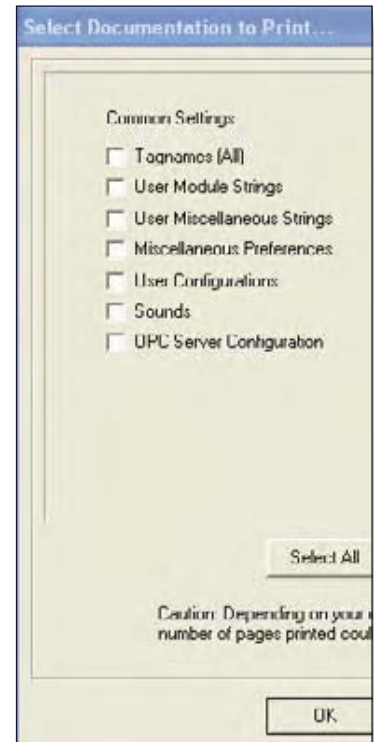 Select Documentation to Print...
Common Settings
Tagnames (All)
User Module Strings
User Miscellaneous Strings
Miscellaneous Preferences
User Configurations
Sounds
OPC Server Configuration
Select All
Caution: Depending on your
number of pages printed coul
OK